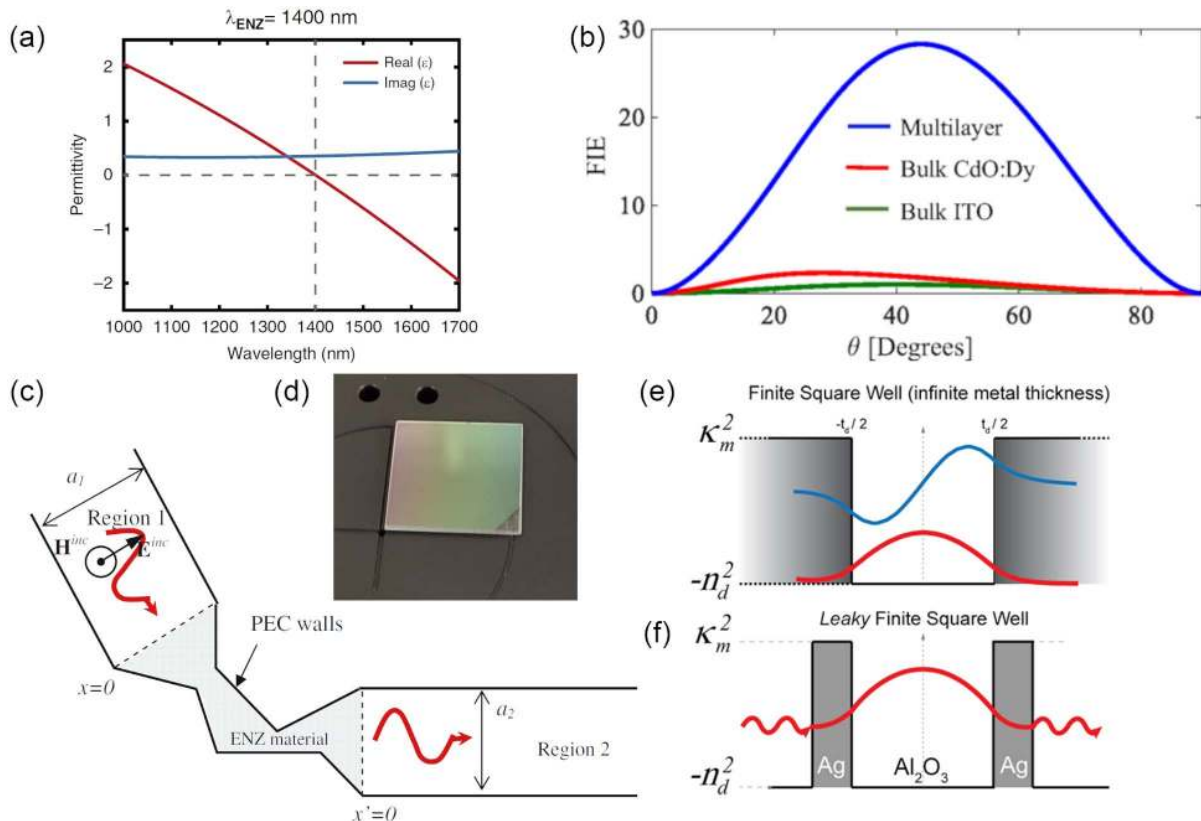 (a)
λENZ= 1400 nm
Real (ε)
Imag (ε)
2
1
0
−1
−2
Permittivity
1000 1100 1200 1300 1400 1500 1600 1700
Wavelength (nm)
(b)
30
20
10
0
FIE
Multilayer
Bulk CdO:Dy
Bulk ITO
0 20 40 60 80
θ [Degrees]
(c)
a1
Region 1
H^inc
E^inc
PEC walls
x=0
ENZ material
a2
Region 2
x'=0
(d)
(e)
Finite Square Well (infinite metal thickness)
κm²
-td/ 2
td/ 2
-nd²
(f)
Leaky Finite Square Well
κm²
Ag
Al2O3
Ag
-nd²